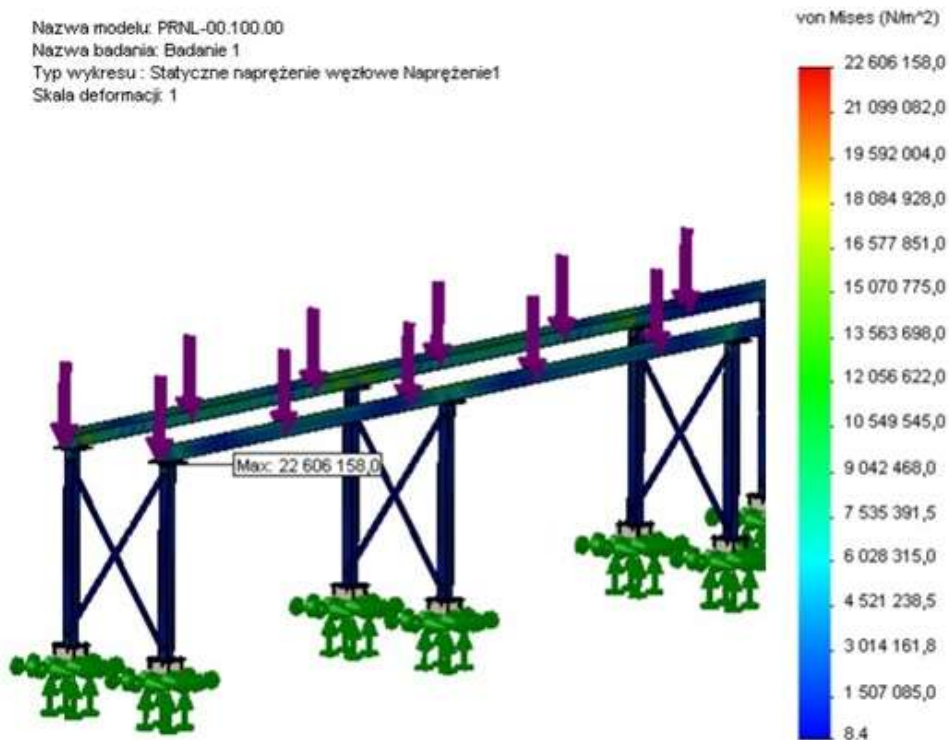 Nazwa modelu: PRNL-00.100.00
Nazwa badania: Badanie 1
Typ wykresu : Statyczne naprężenie węzłowe Naprężenie1
Skala deformacji: 1
von Mises (N/m^2)
22 606 158,0
21 099 082,0
19 592 004,0
18 084 928,0
16 577 851,0
15 070 775,0
13 563 698,0
12 056 622,0
10 549 545,0
9 042 468,0
7 535 391,5
6 028 315,0
4 521 238,5
3 014 161,8
1 507 085,0
8.4
Max: 22 606 158,0